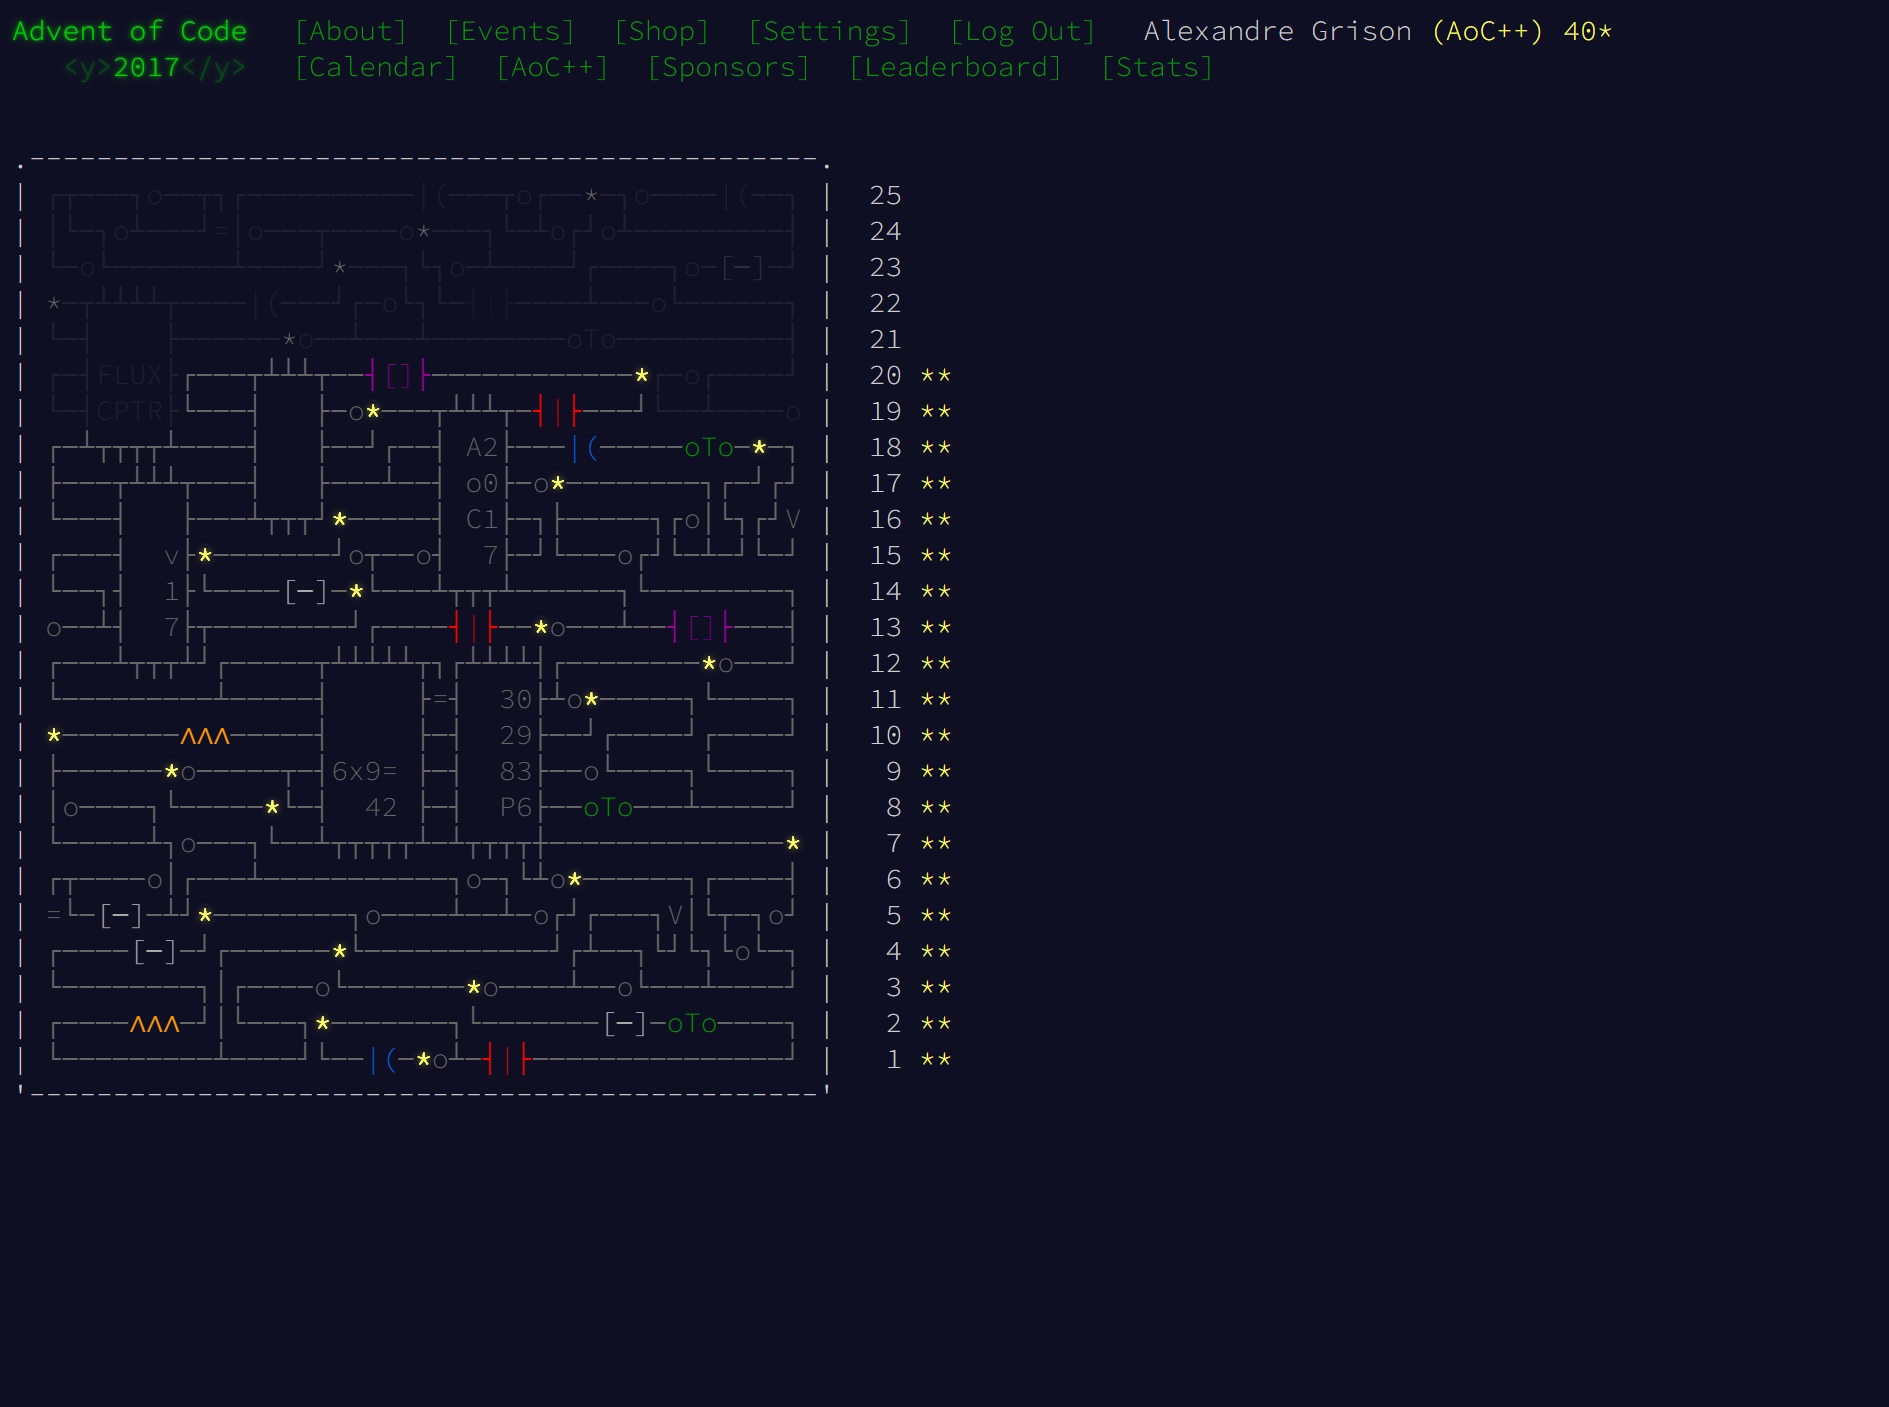 Advent of Code [About] [Events] [Shop] [Settings] [Log Out] Alexandre Grison (AoC++) 40*
<y>2017</y> [Calendar] [AoC++] [Sponsors] [Leaderboard] [Stats]
25
24
23
22
21
FLUX 20 **
CPTR 19 **
A2 oTo 18 **
o0 17 **
C1 V 16 **
v 7 15 **
1 [─] 14 **
7 13 **
12 **
= 30 11 **
29 10 **
6x9= 83 9 **
42 P6 oTo 8 **
7 **
6 **
= [─] V 5 **
[─] 4 **
3 **
[─] oTo 2 **
1 **